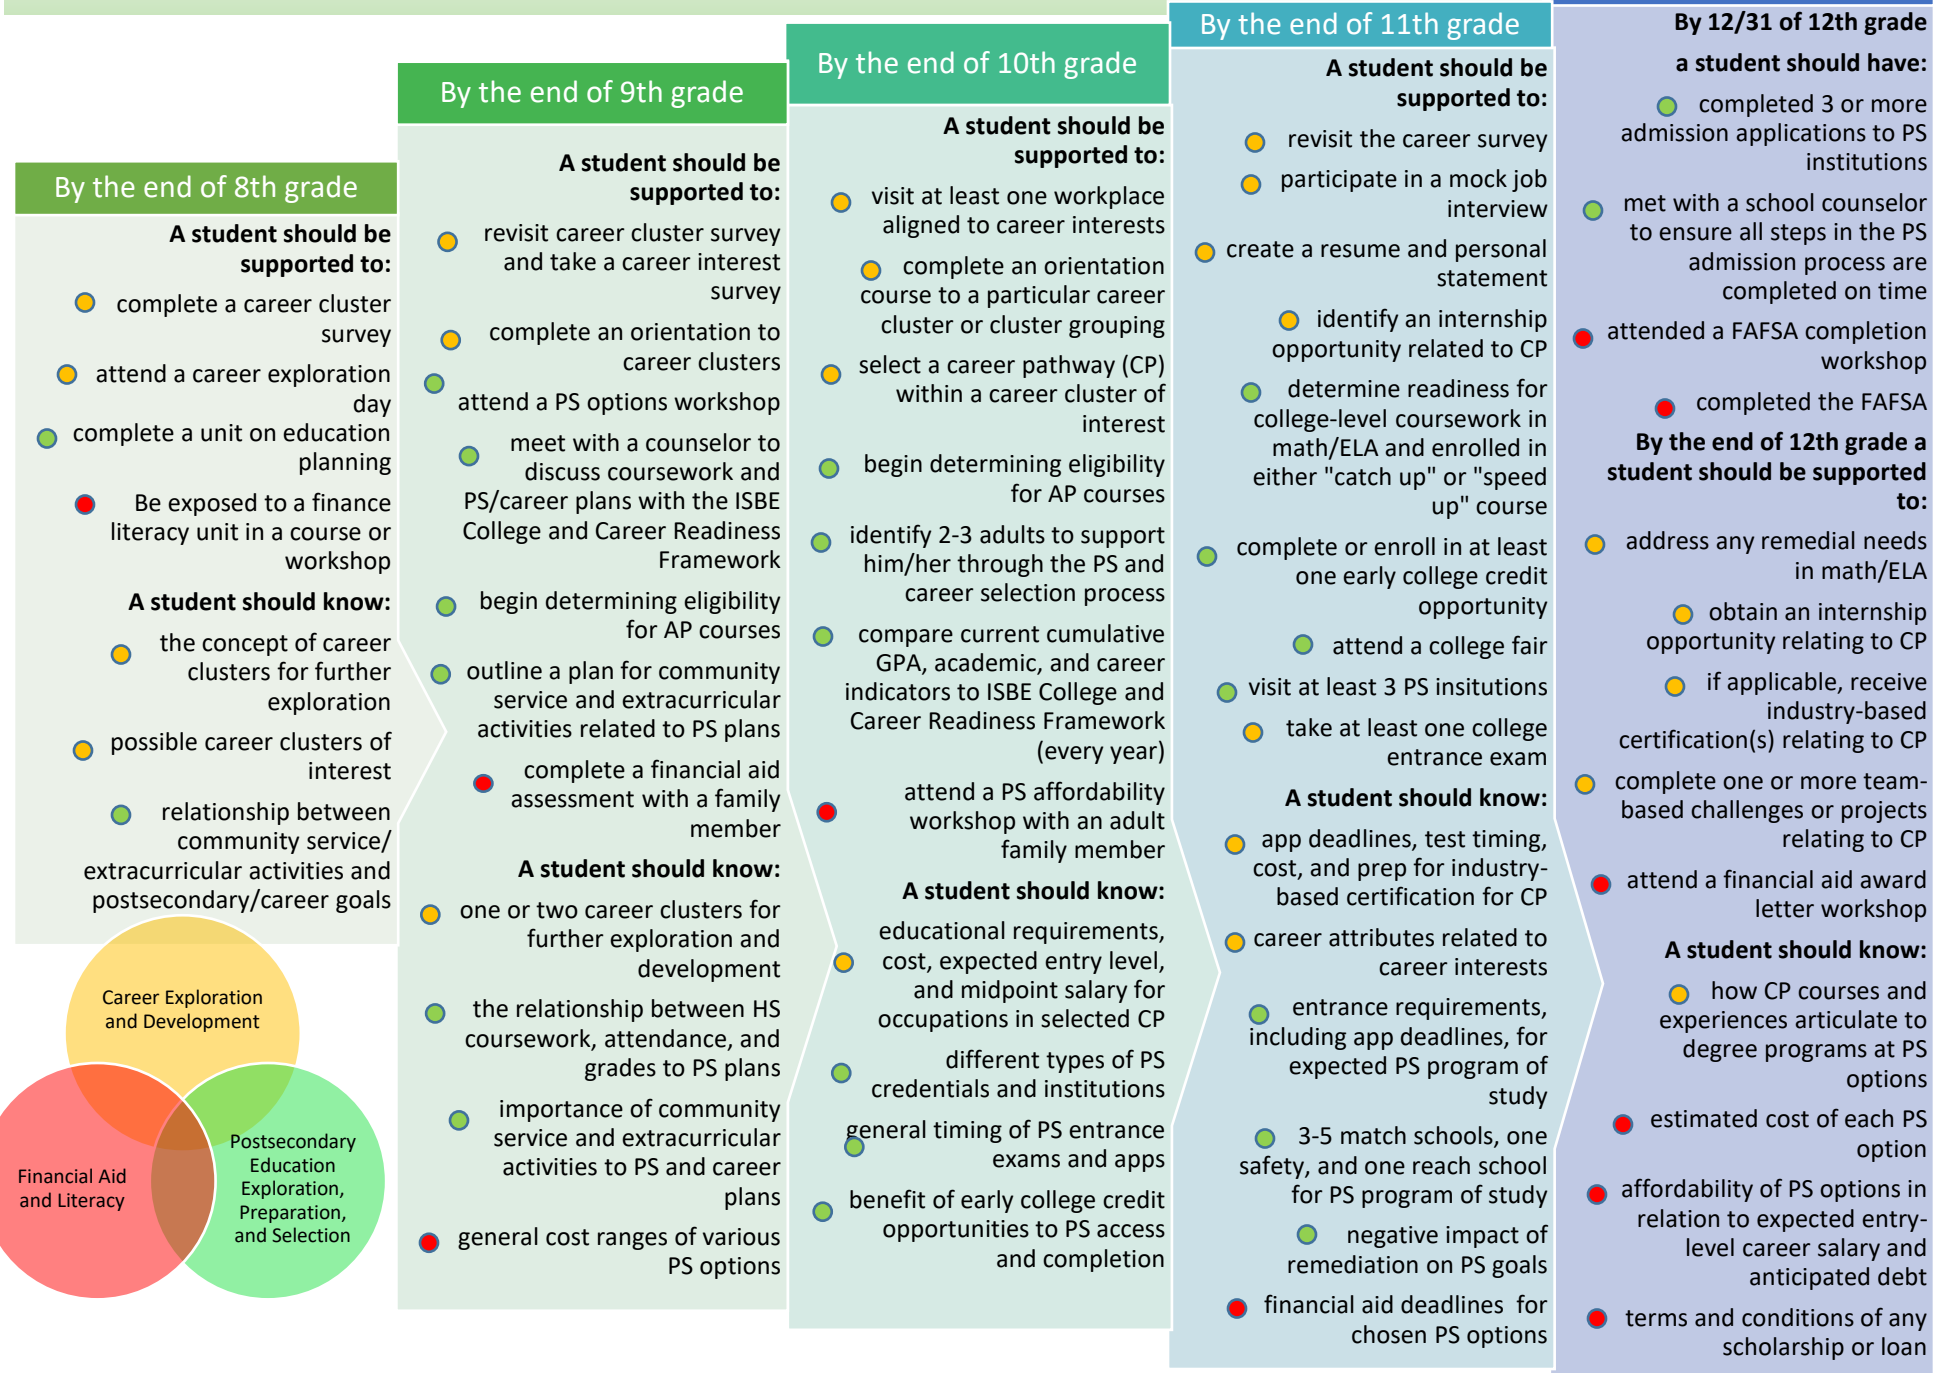 By the end of 8th grade
A student should be
supported to:
complete a career cluster
survey
attend a career exploration
day
complete a unit on education
planning
Be exposed to a finance
literacy unit in a course or
workshop
A student should know:
the concept of career
clusters for further
exploration
possible career clusters of
interest
relationship between
community service/
extracurricular activities and
postsecondary/career goals
Career Exploration
and Development
Financial Aid
and Literacy
Postsecondary
Education
Exploration,
Preparation,
and Selection
By the end of 9th grade
A student should be
supported to:
revisit career cluster survey
and take a career interest
survey
complete an orientation to
career clusters
attend a PS options workshop
meet with a counselor to
discuss coursework and
PS/career plans with the ISBE
College and Career Readiness
Framework
begin determining eligibility
for AP courses
outline a plan for community
service and extracurricular
activities related to PS plans
complete a financial aid
assessment with a family
member
A student should know:
one or two career clusters for
further exploration and
development
the relationship between HS
coursework, attendance, and
grades to PS plans
importance of community
service and extracurricular
activities to PS and career
plans
general cost ranges of various
PS options
By the end of 10th grade
A student should be
supported to:
visit at least one workplace
aligned to career interests
complete an orientation
course to a particular career
cluster or cluster grouping
select a career pathway (CP)
within a career cluster of
interest
begin determining eligibility
for AP courses
identify 2-3 adults to support
him/her through the PS and
career selection process
compare current cumulative
GPA, academic, and career
indicators to ISBE College and
Career Readiness Framework
(every year)
attend a PS affordability
workshop with an adult
family member
A student should know:
educational requirements,
cost, expected entry level,
and midpoint salary for
occupations in selected CP
different types of PS
credentials and institutions
general timing of PS entrance
exams and apps
benefit of early college credit
opportunities to PS access
and completion
By the end of 11th grade
A student should be
supported to:
revisit the career survey
participate in a mock job
interview
create a resume and personal
statement
identify an internship
opportunity related to CP
determine readiness for
college-level coursework in
math/ELA and enrolled in
either "catch up" or "speed
up" course
complete or enroll in at least
one early college credit
opportunity
attend a college fair
visit at least 3 PS insitutions
take at least one college
entrance exam
A student should know:
app deadlines, test timing,
cost, and prep for industry-
based certification for CP
career attributes related to
career interests
entrance requirements,
including app deadlines, for
expected PS program of
study
3-5 match schools, one
safety, and one reach school
for PS program of study
negative impact of
remediation on PS goals
financial aid deadlines for
chosen PS options
By 12/31 of 12th grade
a student should have:
completed 3 or more
admission applications to PS
institutions
met with a school counselor
to ensure all steps in the PS
admission process are
completed on time
attended a FAFSA completion
workshop
completed the FAFSA
By the end of 12th grade a
student should be supported
to:
address any remedial needs
in math/ELA
obtain an internship
opportunity relating to CP
if applicable, receive
industry-based
certification(s) relating to CP
complete one or more team-
based challenges or projects
relating to CP
attend a financial aid award
letter workshop
A student should know:
how CP courses and
experiences articulate to
degree programs at PS
options
estimated cost of each PS
option
affordability of PS options in
relation to expected entry-
level career salary and
anticipated debt
terms and conditions of any
scholarship or loan